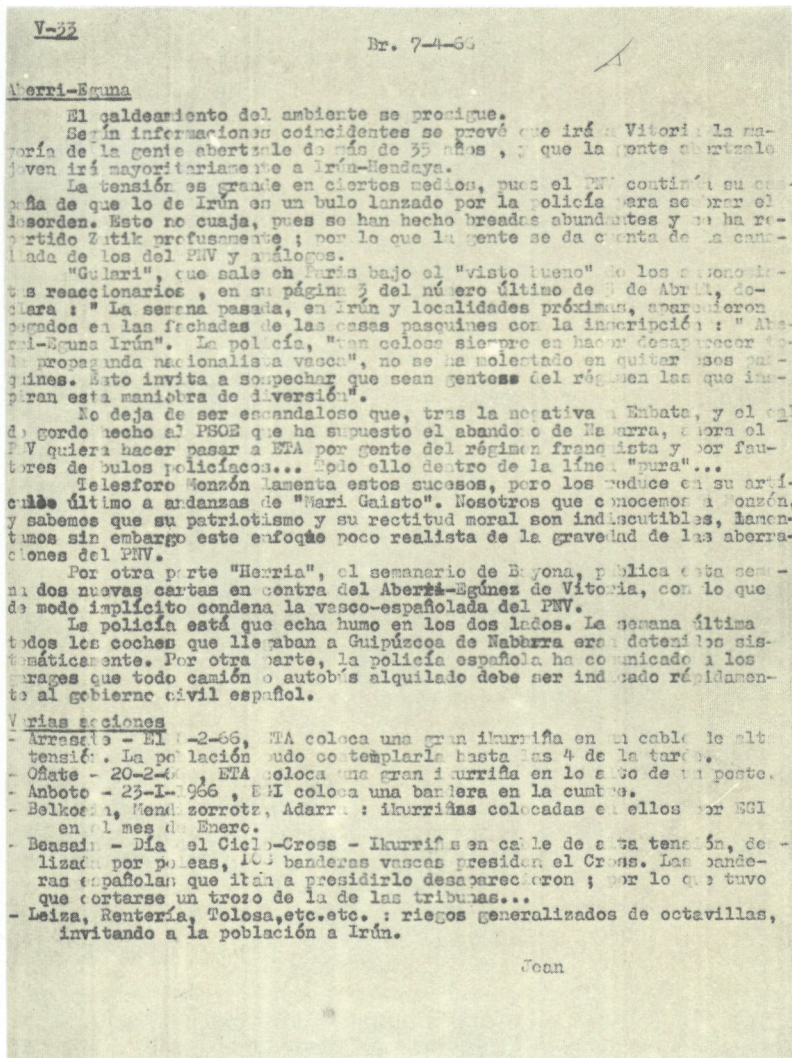 V-33
Br. 7-4-66
Aberri-Eguna
El caldeamiento del ambiente se prosigue.
Según informaciones coincidentes se prevé que irá a Vitoria la ma-
yoría de la gente abertzale de más de 35 años , y que la gente abertzale
joven irá mayoritariamente a Irún-Hendaya.
La tensión es grande en ciertos medios, pues el PNV continúa su cam-
paña de que lo de Irún es un bulo lanzado por la policía para sembrar el
desorden. Esto no cuaja, pues se han hecho breadas abundantes y se ha re-
partido Zutik profusamente ; por lo que la gente se da cuenta de la cana-
llada de los del PNV y análogos.
"Gudari", que sale en Paris bajo el "visto bueno" de los
reaccionarios , en su página 3 del número último de de Abril, de-
clara : " La semana pasada, en Irún y localidades próximas, aparecieron
pegados en las fachadas de las casas pasquines con la inscripción : " Abe-
rri-Eguna Irún". La policía, "tan celosa siempre en hacer desaparecer
propaganda nacionalista vasca", no se ha molestado en quitar esos pas-
quines. Esto invita a sospechar que sean gentess del régimen las que ins-
piran esta maniobra de diversión".
No deja de ser escandaloso que, tras la negativa a Enbata, y el cal-
do gordo hecho al PSOE que ha supuesto el abandono de Nabarra, ahora el
PNV quiera hacer pasar a ETA por gente del régimen franquista y por fau-
tores de bulos policíacos... Todo ello dentro de la línea "pura"...
Telesforo Monzón lamenta estos sucesos, pero los reduce en su artí-
culo último a andanzas de "Mari Gaisto". Nosotros que conocemos a Monzón,
y sabemos que su patriotismo y su rectitud moral son indiscutibles, lamen-
tamos sin embargo este enfoque poco realista de la gravedad de las aberra-
ciones del PNV.
Por otra parte "Herria", el semanario de Bayona, publica esta sema-
na dos nuevas cartas en contra del Aberri-Egúnez de Vitoria, con lo que
de modo implícito condena la vasco-españolada del PNV.
La policía está que echa humo en los dos lados. La semana última
todos los coches que llegaban a Guipúzcoa de Nabarra eran detenidos sis-
temáticamente. Por otra parte, la policía española ha comunicado a los
garages que todo camión o autobús alquilado debe ser indicado rápidamen-
te al gobierno civil español.
Varias acciones
- Arrasate - EI -2-66, ETA coloca una gran ikurriña en un cable de alta
tensión. La población pudo contemplarla hasta las 4 de la tarde.
- Oñate - 20-2-66 , ETA coloca una gran ikurriña en lo alto de un poste.
- Anboto - 23-I-1966 , EGI coloca una bandera en la cumbre.
- Belkoain, Mendizorrotz, Adarra : ikurriñas colocadas en ellos por EGI
en el mes de Enero.
- Beasain - Día del Ciclo-Cross - Ikurriñas en cable de alta tensión, des-
lizada por poleas, banderas vascas presiden el Cross. Las bande-
ras españolas que iban a presidirlo desaparecieron ; por lo que tuvo
que cortarse un trozo de la de las tribunas...
- Leiza, Rentería, Tolosa,etc.etc. : riegos generalizados de octavillas,
invitando a la población a Irún.
Joan